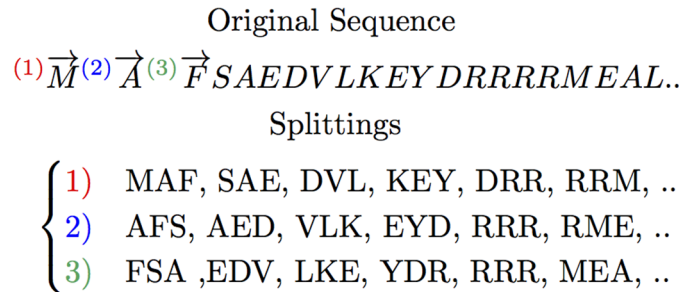 Original Sequence
(1) M (2) A (3) F S A E D V L K E Y D R R R R M E A L ..
Splittings
1) MAF, SAE, DVL, KEY, DRR, RRM, ..
2) AFS, AED, VLK, EYD, RRR, RME, ..
3) FSA ,EDV, LKE, YDR, RRR, MEA, ..